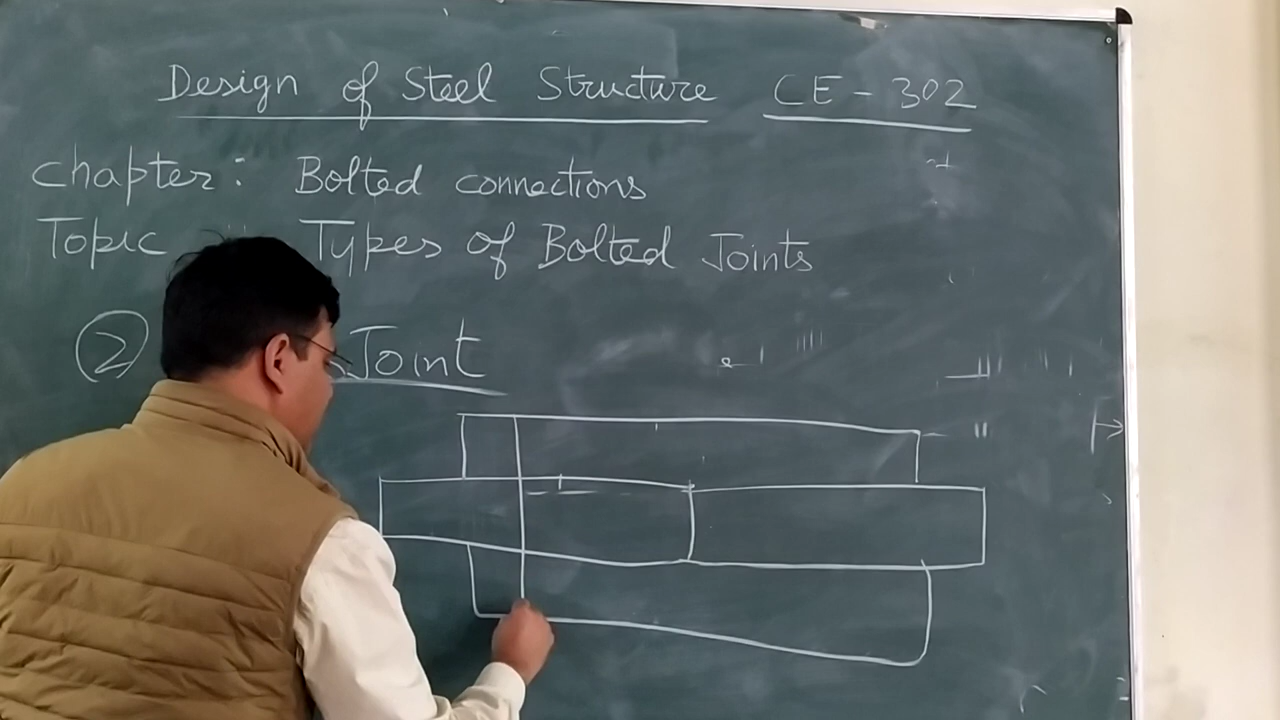 Design of Steel Structure CE - 302
Chapter: Bolted connections
Topic " Types of Bolted Joints
② Joint